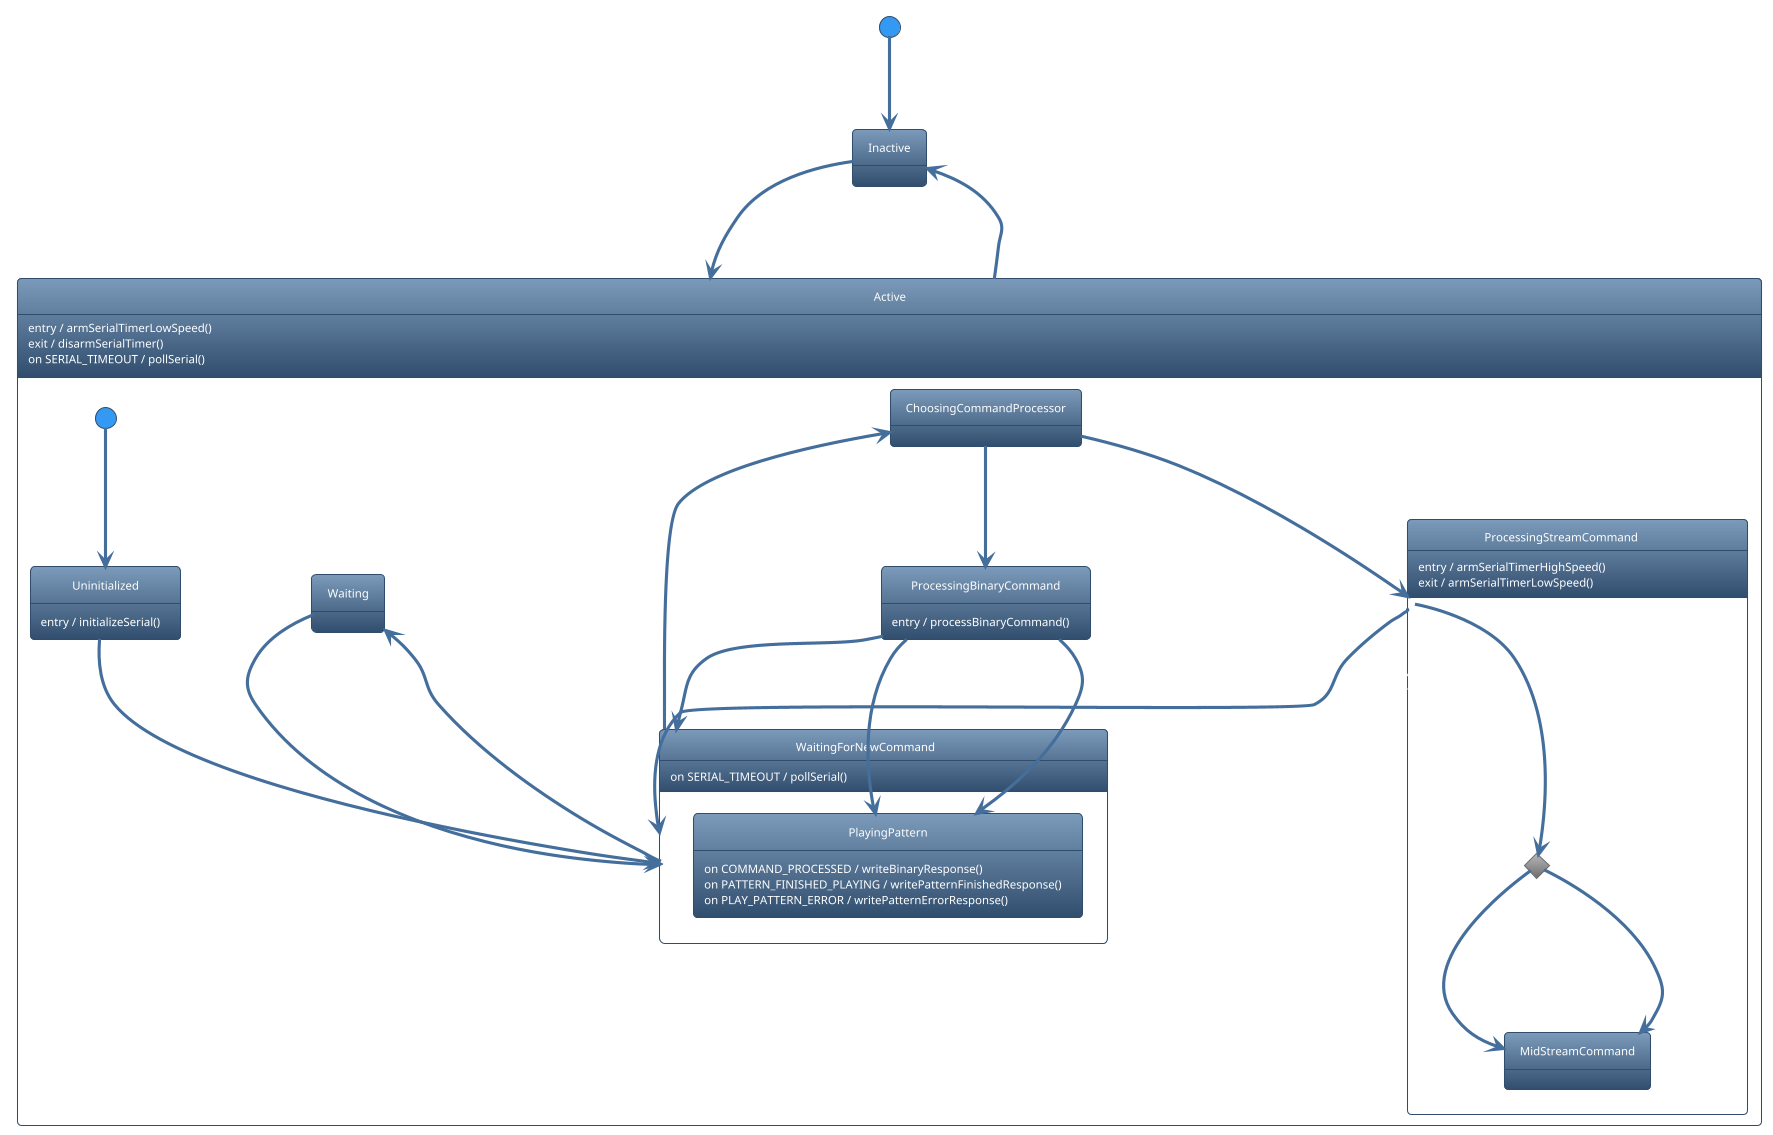 Inactive
Active
entry / armSerialTimerLowSpeed()
exit / disarmSerialTimer()
on SERIAL_TIMEOUT / pollSerial()
ChoosingCommandProcessor
ProcessingStreamCommand
entry / armSerialTimerHighSpeed()
exit / armSerialTimerLowSpeed()
Uninitialized
entry / initializeSerial()
Waiting
ProcessingBinaryCommand
entry / processBinaryCommand()
WaitingForNewCommand
on SERIAL_TIMEOUT / pollSerial()
PlayingPattern
on COMMAND_PROCESSED / writeBinaryResponse()
on PATTERN_FINISHED_PLAYING / writePatternFinishedResponse()
on PLAY_PATTERN_ERROR / writePatternErrorResponse()
MidStreamCommand